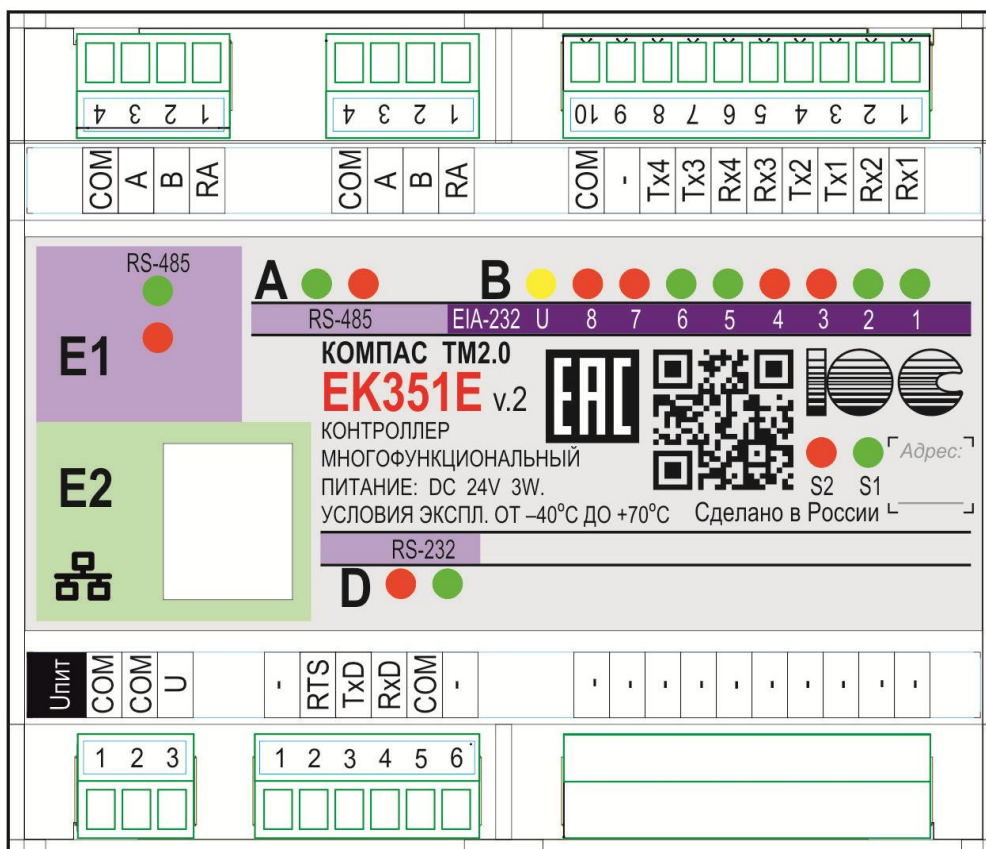 4 3 2 1
4 3 2 1
10 9 8 7 6 5 4 3 2 1
COM A B RA
COM A B RA
COM - Tx4 Tx3 Rx4 Rx3 Tx2 Tx1 Rx2 Rx1
RS-485
E1
A
B
RS-485
EIA-232 U 8 7 6 5 4 3 2 1
КОМПАС ТМ2.0
EK351E v.2
КОНТРОЛЛЕР
МНОГОФУНКЦИОНАЛЬНЫЙ
ПИТАНИЕ: DC 24V 3W.
УСЛОВИЯ ЭКСПЛ. ОТ –40°С ДО +70°С
EAC
ЮС
S2 S1
Адрес:
Сделано в России
E2
RS-232
D
Uпит COM COM U
- RTS TxD RxD COM -
- - - - - - - - - -
1 2 3
1 2 3 4 5 6